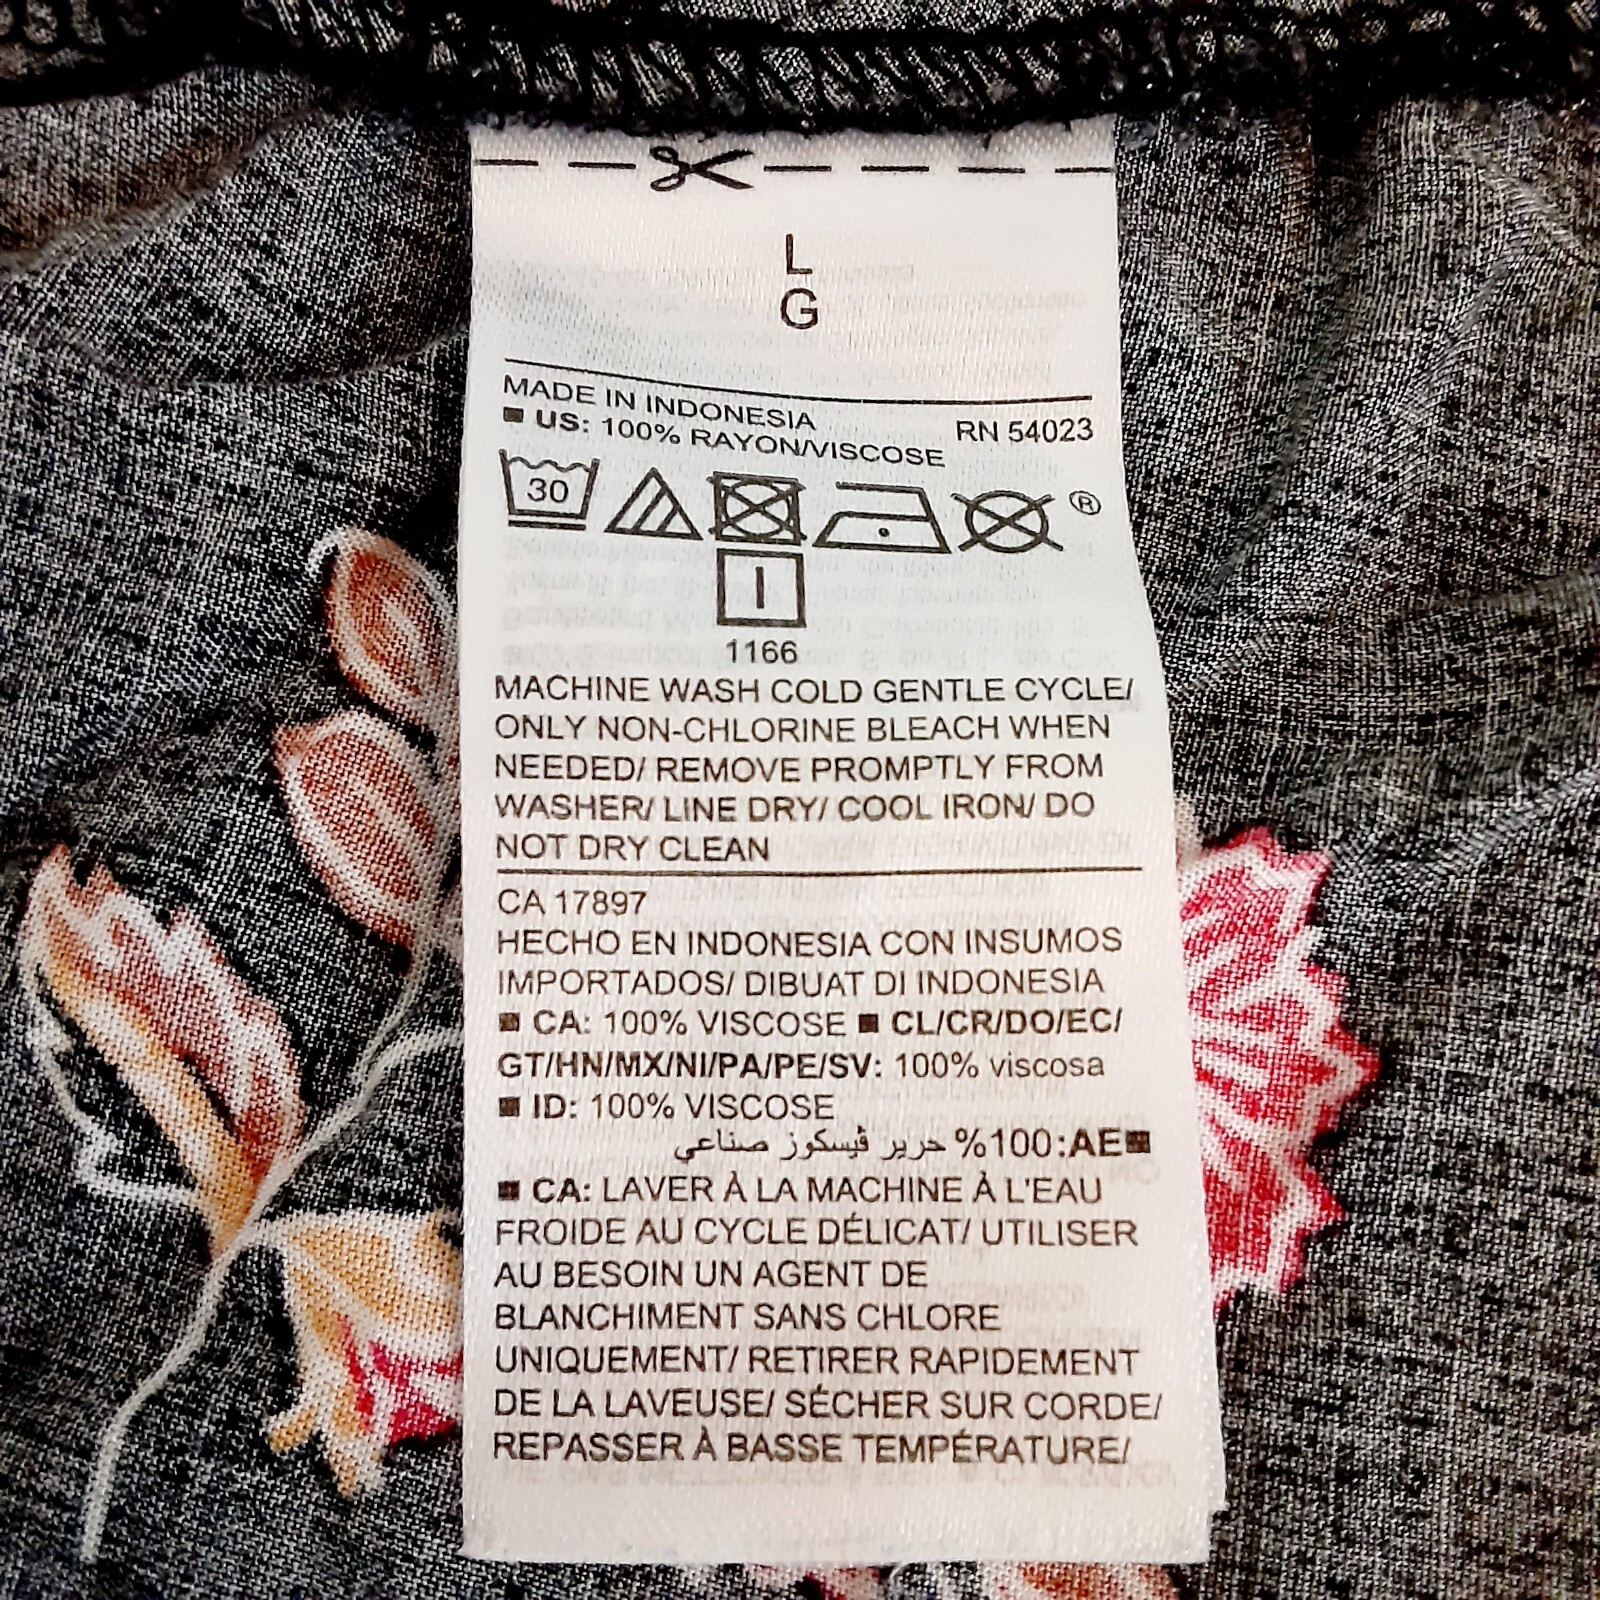 L
G
MADE IN INDONESIA RN 54023
■ US: 100% RAYON/VISCOSE
30
®
1166
MACHINE WASH COLD GENTLE CYCLE/
ONLY NON-CHLORINE BLEACH WHEN
NEEDED/ REMOVE PROMPTLY FROM
WASHER/ LINE DRY/ COOL IRON/ DO
NOT DRY CLEAN
CA 17897
HECHO EN INDONESIA CON INSUMOS
IMPORTADOS/ DIBUAT DI INDONESIA
■ CA: 100% VISCOSE ■ CL/CR/DO/EC/
GT/HN/MX/NI/PA/PE/SV: 100% viscosa
■ ID: 100% VISCOSE
■AE:100% حرير ڤيسكوز صناعي
■ CA: LAVER À LA MACHINE À L'EAU
FROIDE AU CYCLE DÉLICAT/ UTILISER
AU BESOIN UN AGENT DE
BLANCHIMENT SANS CHLORE
UNIQUEMENT/ RETIRER RAPIDEMENT
DE LA LAVEUSE/ SÉCHER SUR CORDE/
REPASSER À BASSE TEMPÉRATURE/